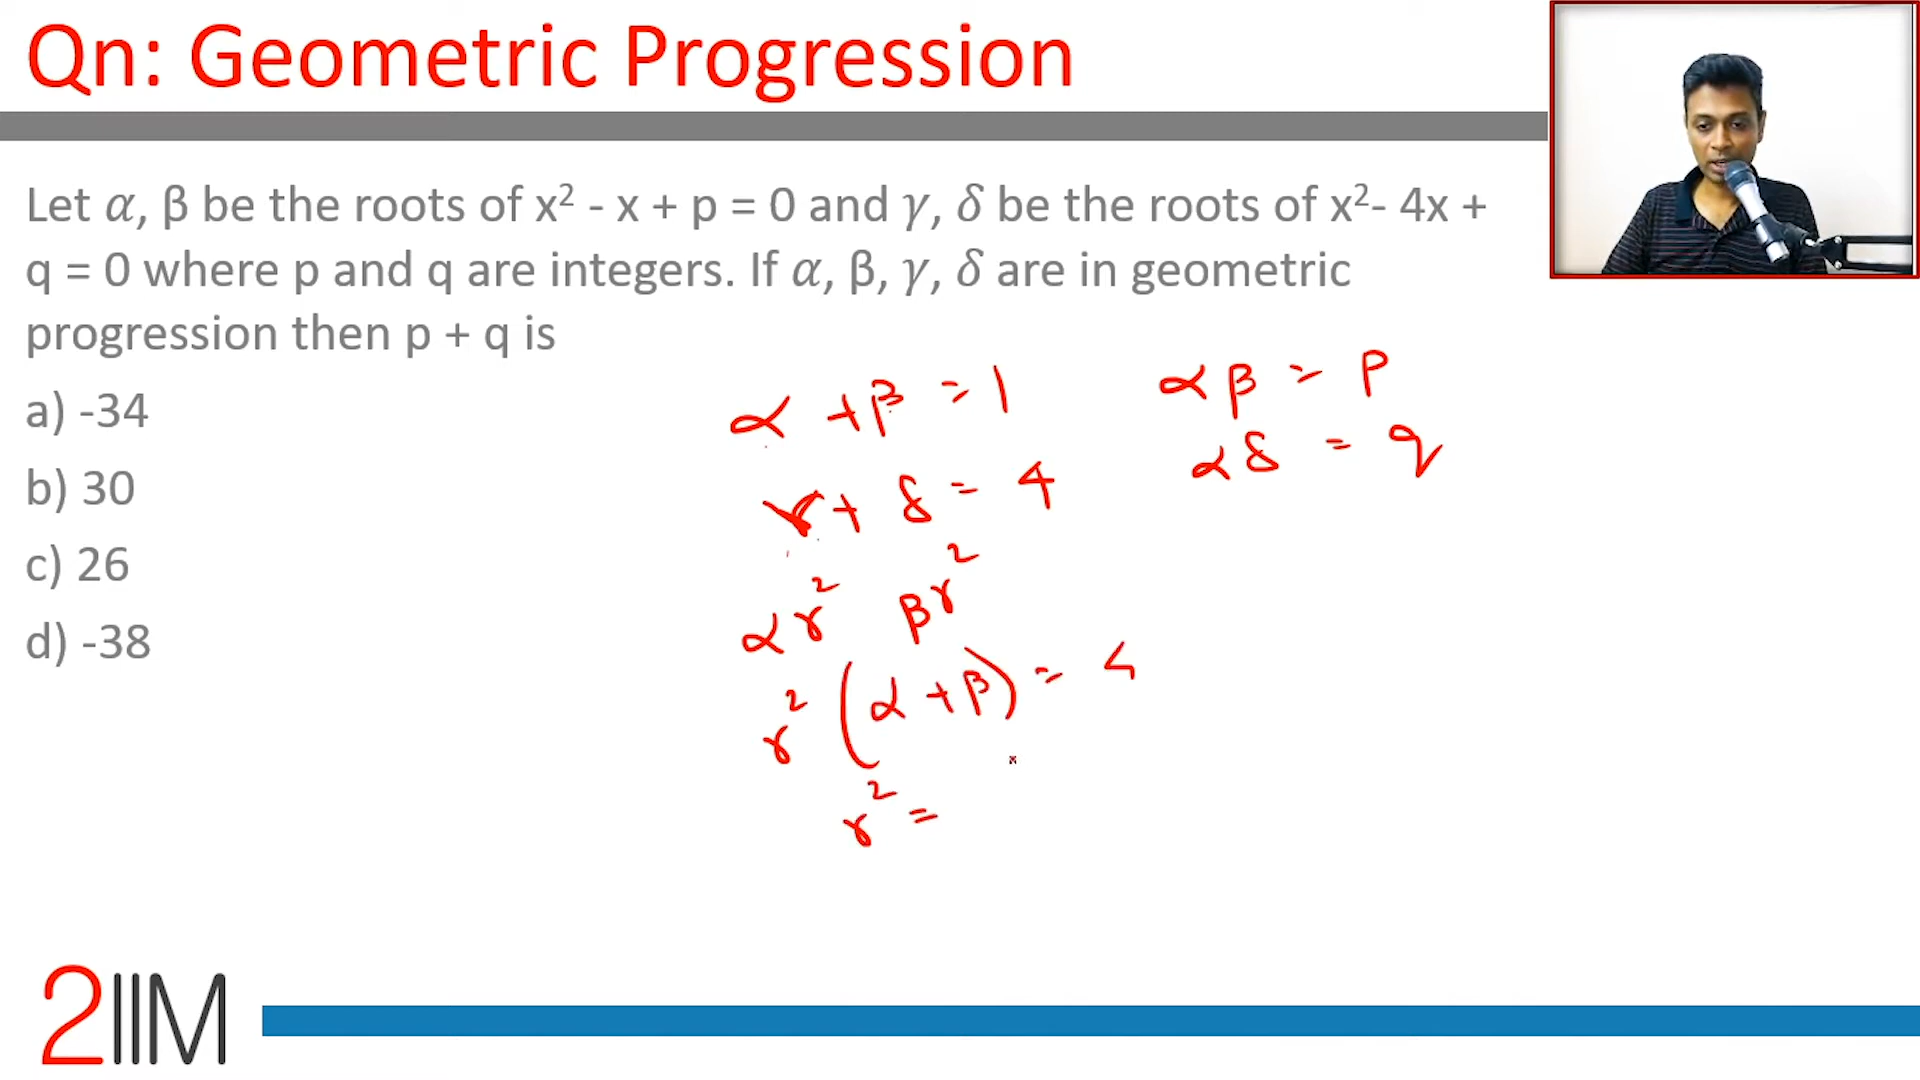 Qn: Geometric Progression
Let α, β be the roots of x² - x + p = 0 and γ, δ be the roots of x²- 4x +
q = 0 where p and q are integers. If α, β, γ, δ are in geometric
progression then p + q is
a) -34
b) 30
c) 26
d) -38
α + β = 1
αβ = p
γ + δ = 4
αδ = q
αr² βr²
r² (α + β) = 4
r² =
2IIM